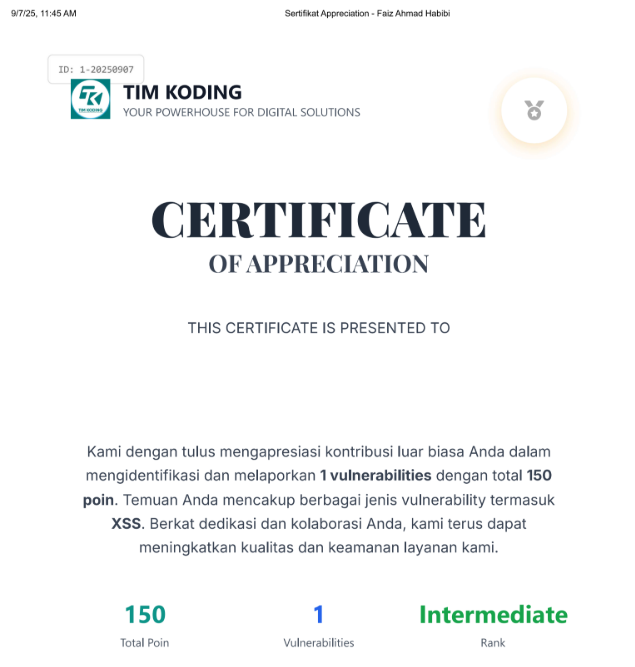 9/7/25, 11:45 AM Sertifikat Appreciation - Faiz Ahmad Habibi
ID: 1-20250907
TIM KODING
TIM KODING
YOUR POWERHOUSE FOR DIGITAL SOLUTIONS
CERTIFICATE
OF APPRECIATION
THIS CERTIFICATE IS PRESENTED TO
Kami dengan tulus mengapresiasi kontribusi luar biasa Anda dalam
mengidentifikasi dan melaporkan 1 vulnerabilities dengan total 150
poin. Temuan Anda mencakup berbagai jenis vulnerability termasuk
XSS. Berkat dedikasi dan kolaborasi Anda, kami terus dapat
meningkatkan kualitas dan keamanan layanan kami.
150 1 Intermediate
Total Poin Vulnerabilities Rank